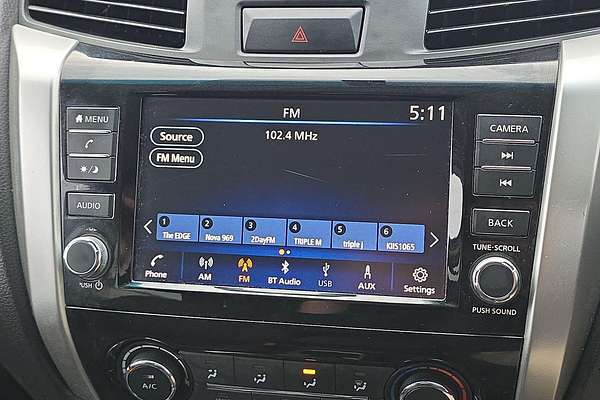 FM
5:11
102.4 MHz
Source
FM Menu
MENU
AUDIO
PUSH
CAMERA
BACK
TUNE-SCROLL
PUSH SOUND
1
The EDGE
2
Nova 969
3
2DayFM
4
TRIPLE M
5
triple j
6
KIIS1065
Phone
AM
FM
BT Audio
USB
AUX
Settings
A/C